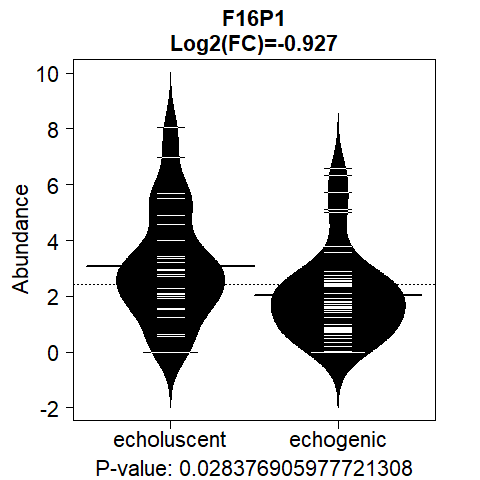 F16P1
Log2(FC)=-0.927
Abundance
10
8
6
4
2
0
-2
echoluscent
echogenic
P-value: 0.028376905977721308